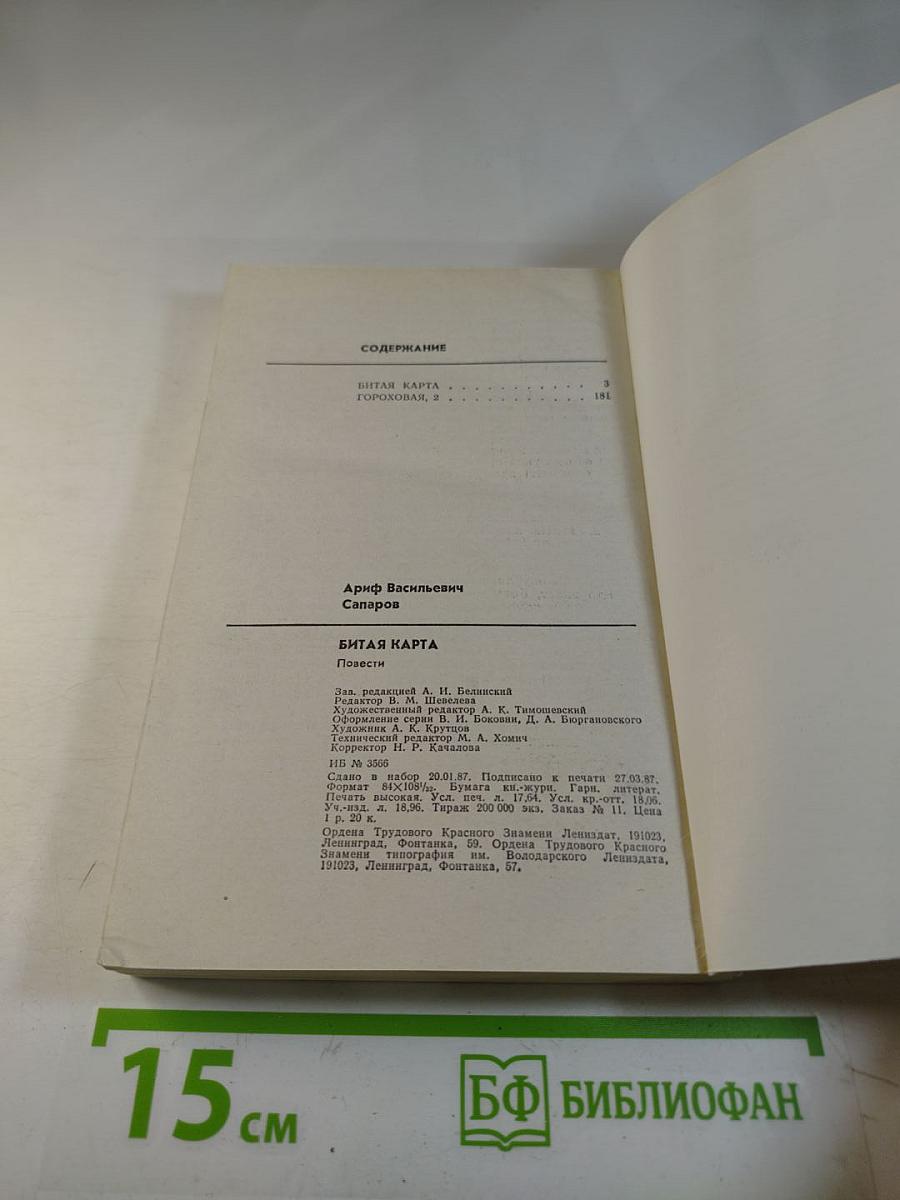 СОДЕРЖАНИЕ
БИТАЯ КАРТА . . . . . . . . . . . 3
ГОРОХОВАЯ, 2 . . . . . . . . . . . 181
Ариф Васильевич
Сапаров
БИТАЯ КАРТА
Повести
Зав. редакцией А. И. Белинский
Редактор В. М. Шевелева
Художественный редактор А. К. Тимошевский
Оформление серии В. И. Боковни, Д. А. Бюргановского
Художник А. К. Крутцов
Технический редактор М. А. Хомич
Корректор Н. Р. Качалова
ИБ № 3566
Сдано в набор 20.01.87. Подписано к печати 27.03.87.
Формат 84×108¹/₃₂. Бумага кн.-журн. Гарн. литерат.
Печать высокая. Усл. печ. л. 17,64. Усл. кр.-отт. 18,06.
Уч.-изд. л. 18,96. Тираж 200 000 экз. Заказ № 11. Цена
1 р. 20 к.
Ордена Трудового Красного Знамени Лениздат, 191023,
Ленинград, Фонтанка, 59. Ордена Трудового Красного
Знамени типография им. Володарского Лениздата,
191023, Ленинград, Фонтанка, 57.
15 см
БФ БИБЛИОФАН